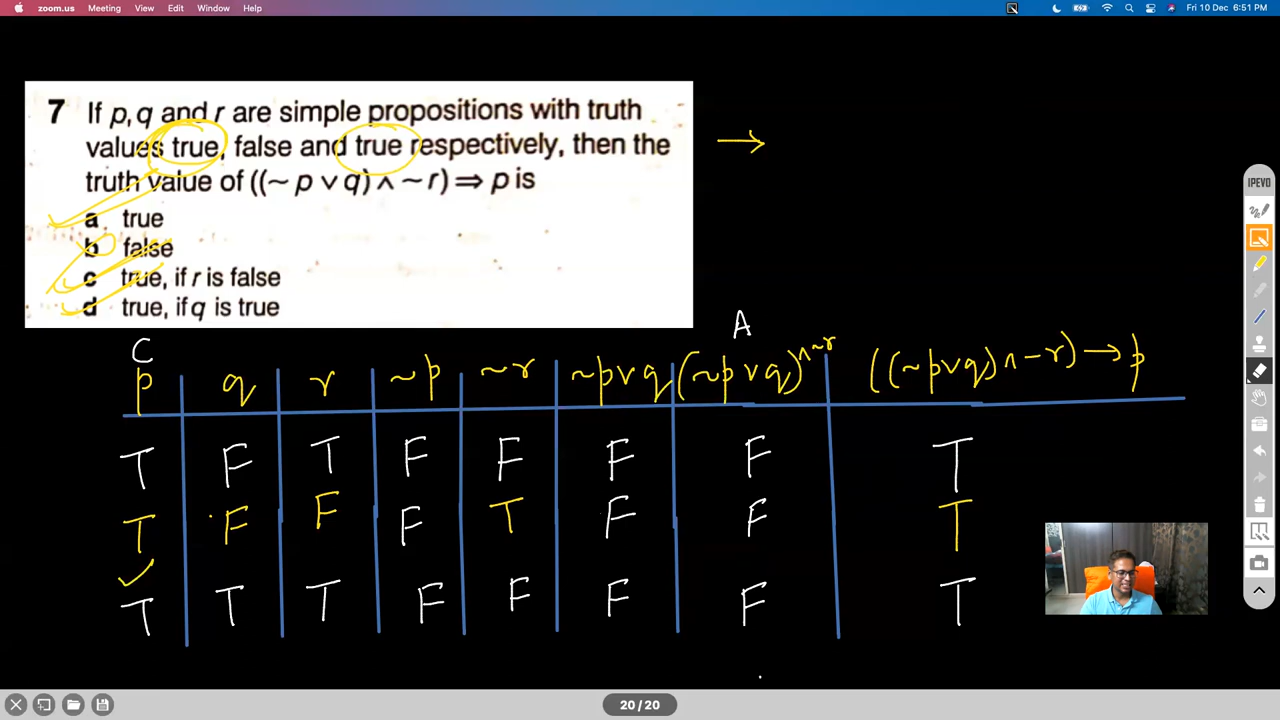 zoom.us Meeting View Edit Window Help Fri 10 Dec 6:51 PM
7 If p, q and r are simple propositions with truth
values true, false and true respectively, then the
truth value of ((~ p ∨ q) ∧ ~ r) ⇒ p is
a true
b false
c true, if r is false
d true, if q is true
→
IPEVO
C A
p q r ~p ~r ~p∨q (~p∨q)∧~r ((~p∨q)∧~r)→p
T F T F F F F T
T F F F T F F T
T T T F F F F T
20 / 20